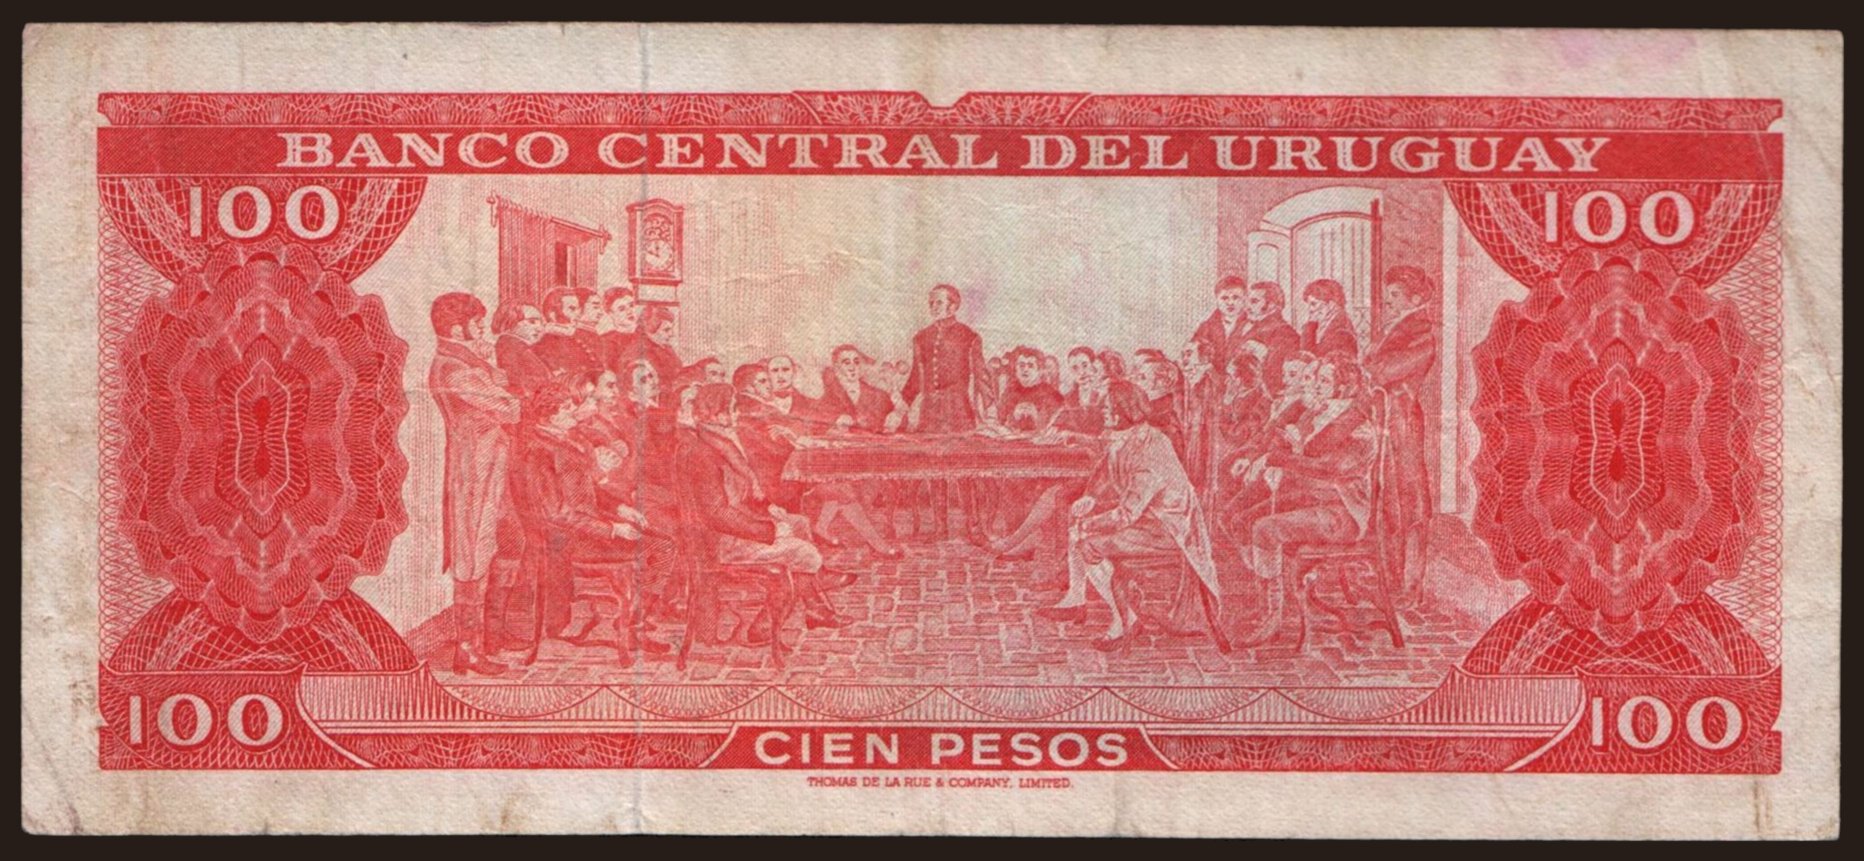 BANCO CENTRAL DEL URUGUAY
100 100
100 100
CIEN PESOS
THOMAS DE LA RUE & COMPANY, LIMITED.